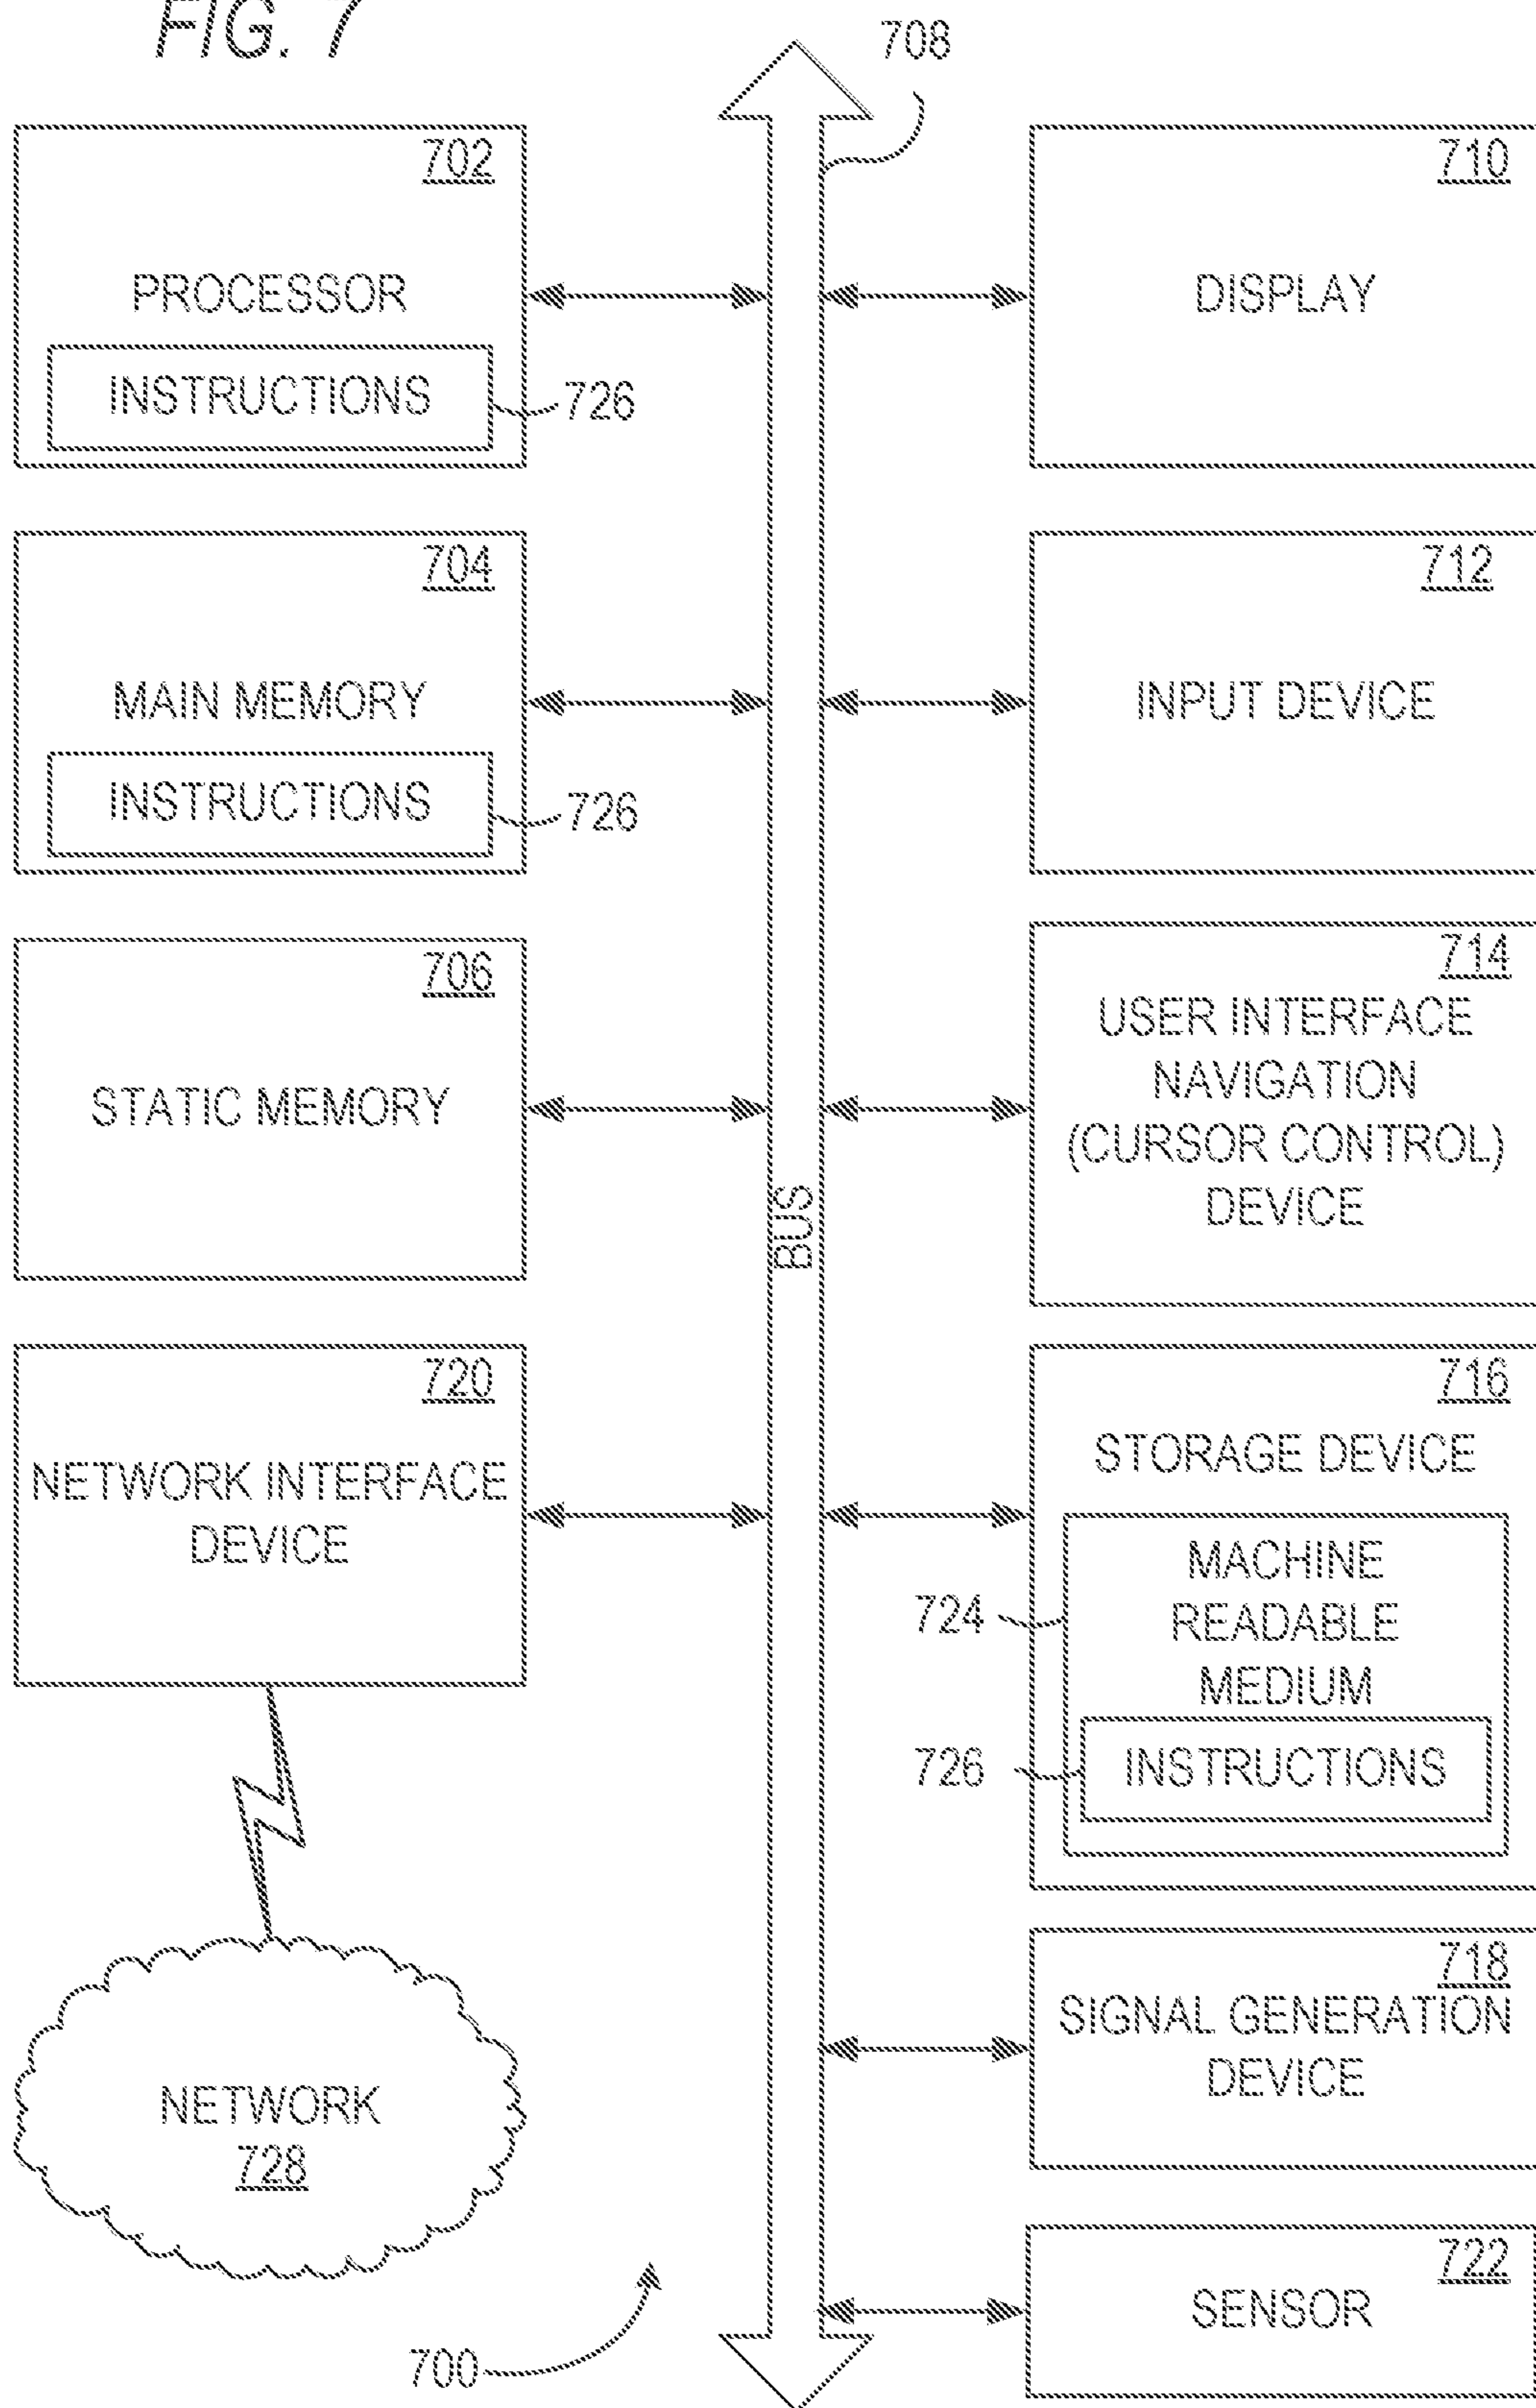 FIG. 7
708
702
PROCESSOR
INSTRUCTIONS
726
704
MAIN MEMORY
INSTRUCTIONS
726
706
STATIC MEMORY
720
NETWORK INTERFACE
DEVICE
NETWORK
728
700
BUS
710
DISPLAY
712
INPUT DEVICE
714
USER INTERFACE
NAVIGATION
(CURSOR CONTROL)
DEVICE
716
STORAGE DEVICE
724
MACHINE
READABLE
MEDIUM
726
INSTRUCTIONS
718
SIGNAL GENERATION
DEVICE
722
SENSOR